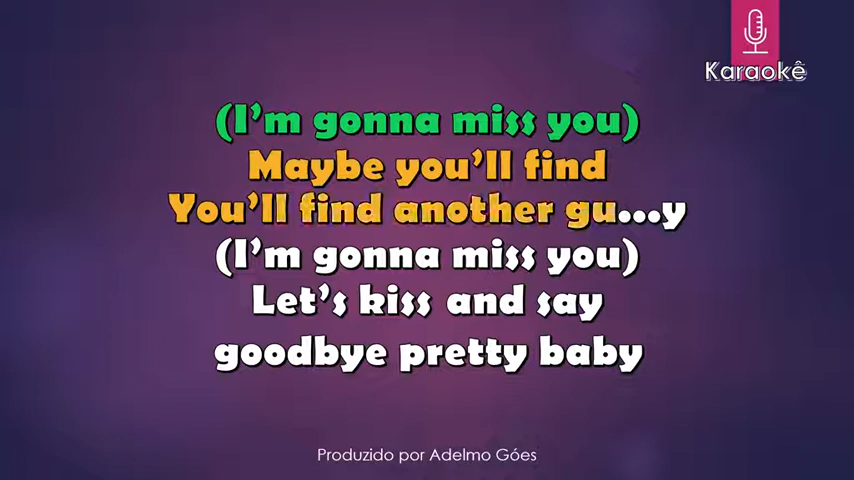 Karaokê
(I'm gonna miss you)
Maybe you'll find
You'll find another gu...y
(I'm gonna miss you)
Let's kiss and say
goodbye pretty baby
Produzido por Adelmo Góes